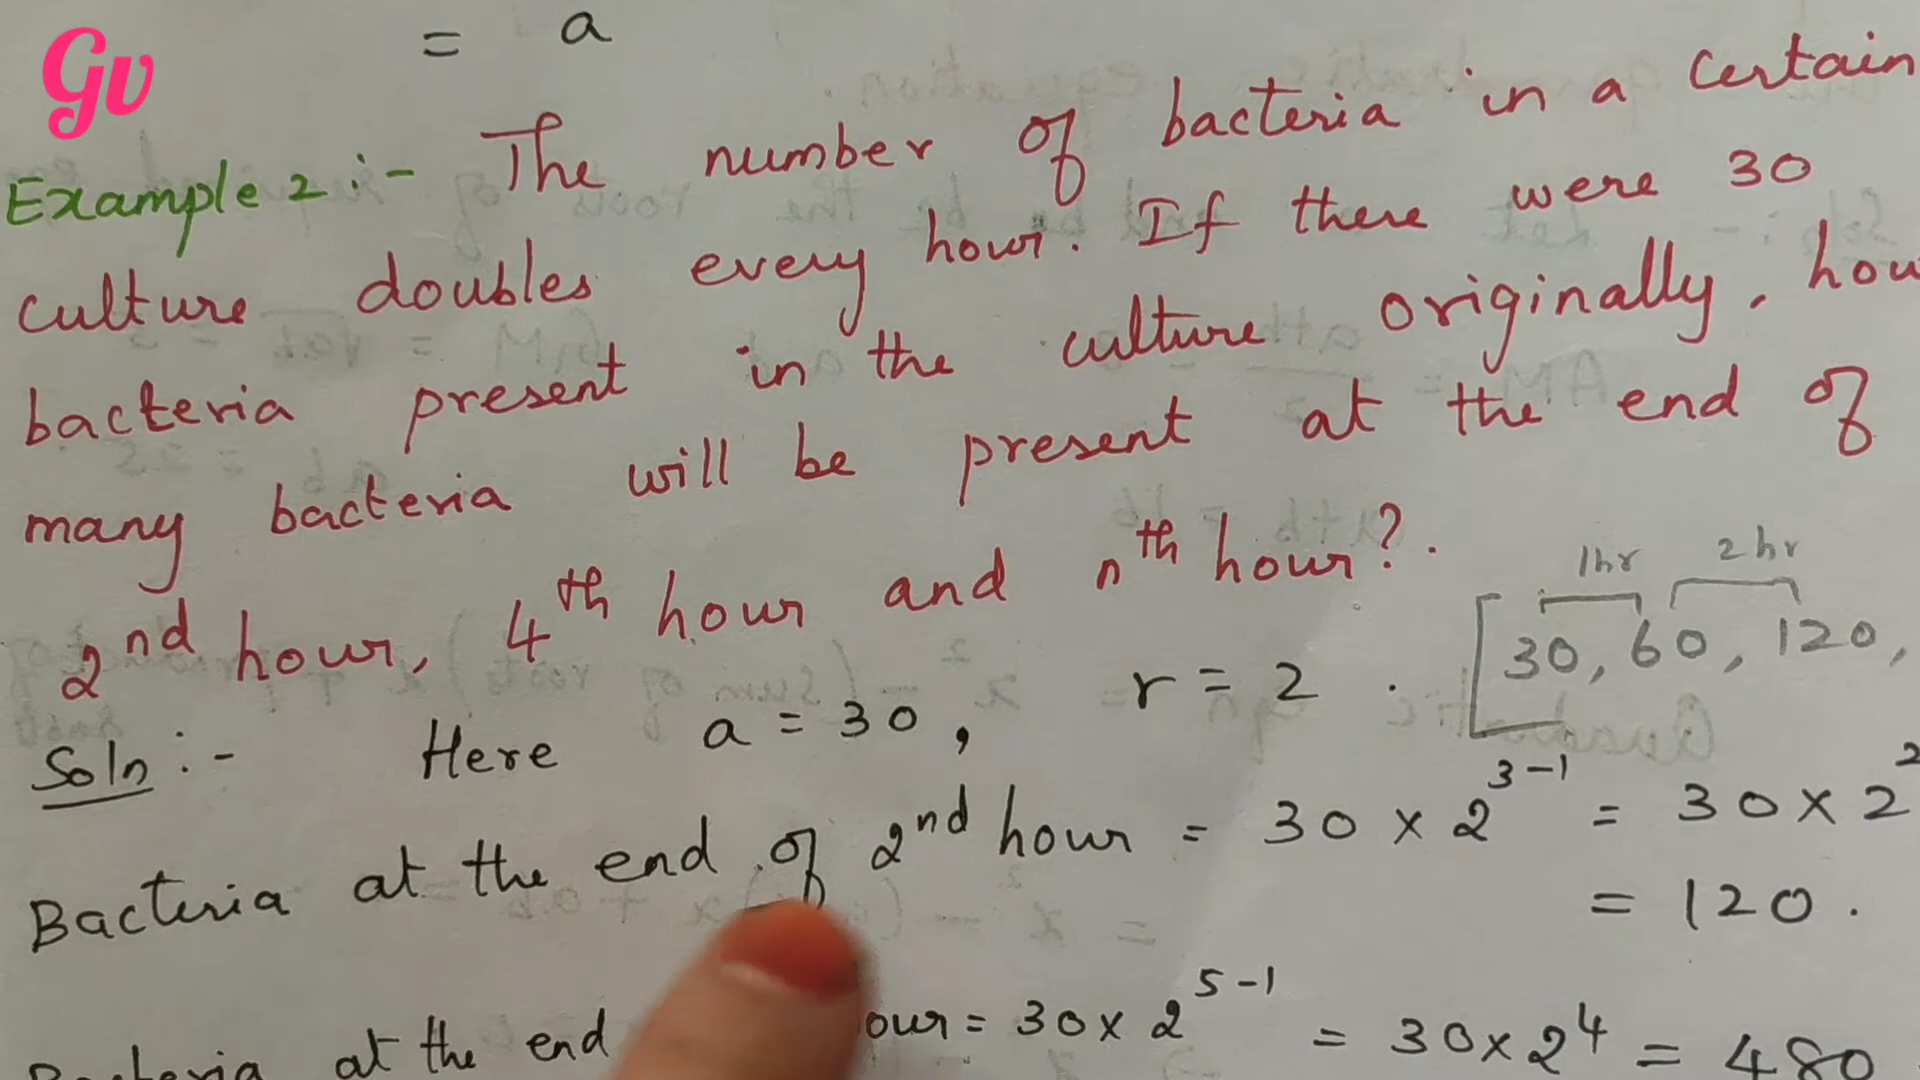 Gv
= a
Example 2 :- The number of bacteria in a certain
culture doubles every hour. If there were 30
bacteria present in the culture originally, how
many bacteria will be present at the end of
2nd hour, 4th hour and nth hour?.
1hr 2hr
Soln :- Here a = 30, r = 2 . [30, 60, 120,
Bacteria at the end of 2nd hour = 30 × 2^3-1 = 30 × 2^2
= 120.
Bacteria at the end our = 30 × 2^5-1 = 30 × 2^4 = 480